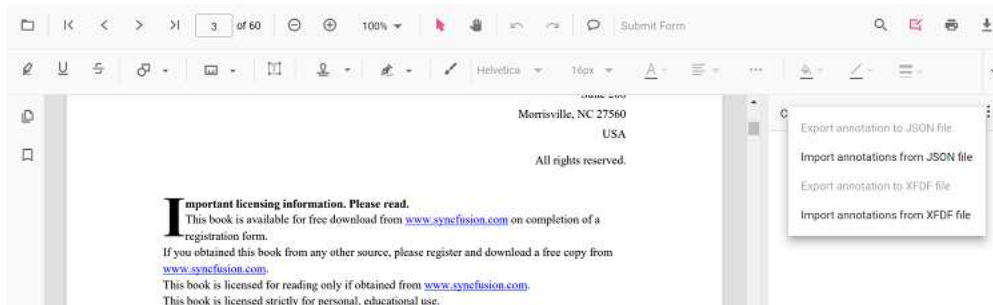 3 of 60 100% Submit Form
Helvetica 16px
Morrisville, NC 27560
USA
All rights reserved.
Important licensing information. Please read.
This book is available for free download from www.syncfusion.com on completion of a
registration form.
If you obtained this book from any other source, please register and download a free copy from
www.syncfusion.com.
This book is licensed for reading only if obtained from www.syncfusion.com.
This book is licensed strictly for personal, educational use.
C
Export annotation to JSON file
Import annotations from JSON file
Export annotation to XFDF file
Import annotations from XFDF file